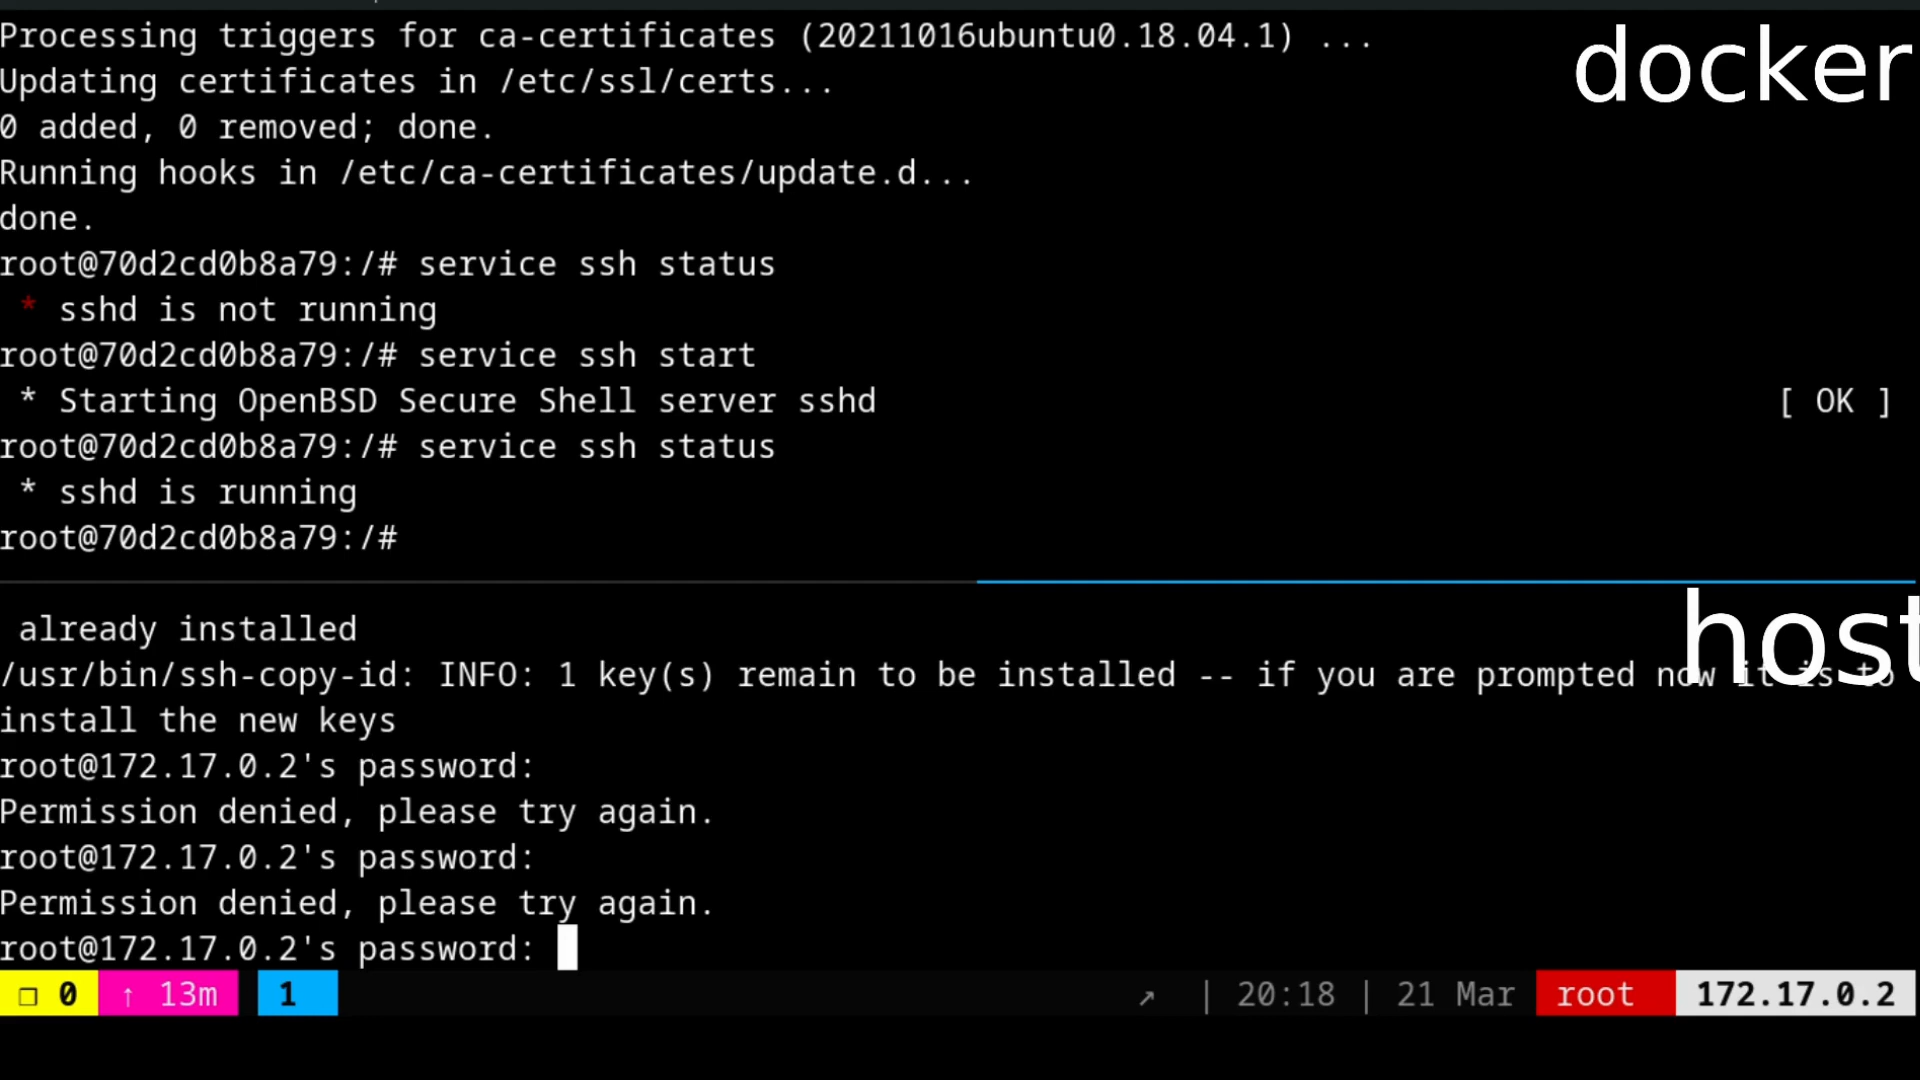 Processing triggers for ca-certificates (20211016ubuntu0.18.04.1) ...
docker
Updating certificates in /etc/ssl/certs...
0 added, 0 removed; done.
Running hooks in /etc/ca-certificates/update.d...
done.
root@70d2cd0b8a79:/# service ssh status
* sshd is not running
root@70d2cd0b8a79:/# service ssh start
* Starting OpenBSD Secure Shell server sshd [ OK ]
root@70d2cd0b8a79:/# service ssh status
* sshd is running
root@70d2cd0b8a79:/#
already installed
host
/usr/bin/ssh-copy-id: INFO: 1 key(s) remain to be installed -- if you are prompted now it is to
install the new keys
root@172.17.0.2's password:
Permission denied, please try again.
root@172.17.0.2's password:
Permission denied, please try again.
root@172.17.0.2's password:
❐ 0 ↑ 13m 1 ↗ | 20:18 | 21 Mar root 172.17.0.2